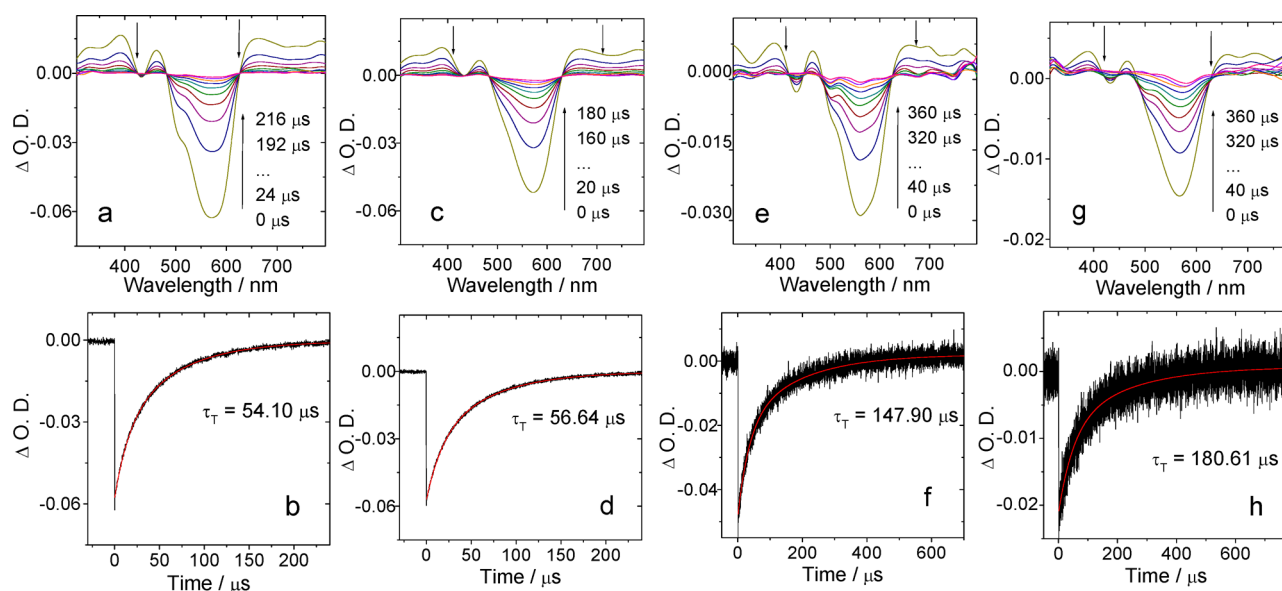 Δ O. D.
0.00
-0.03
-0.06
216 μs
192 μs
...
24 μs
0 μs
a
400 500 600 700
Wavelength / nm
Δ O. D.
0.00
-0.03
-0.06
180 μs
160 μs
...
20 μs
0 μs
c
400 500 600 700
Wavelength / nm
Δ O. D.
0.000
-0.015
-0.030
360 μs
320 μs
...
40 μs
0 μs
e
400 500 600 700
Wavelength / nm
Δ O. D.
0.00
-0.01
-0.02
360 μs
320 μs
...
40 μs
0 μs
g
400 500 600 700
Wavelength / nm
Δ O. D.
0.00
-0.03
-0.06
τT = 54.10 μs
b
0 50 100 150 200
Time / μs
Δ O. D.
0.00
-0.03
-0.06
τT = 56.64 μs
d
0 50 100 150 200
Time / μs
Δ O. D.
0.00
-0.02
-0.04
τT = 147.90 μs
f
0 200 400 600
Time / μs
Δ O. D.
0.00
-0.01
-0.02
τT = 180.61 μs
h
0 200 400 600
Time / μs